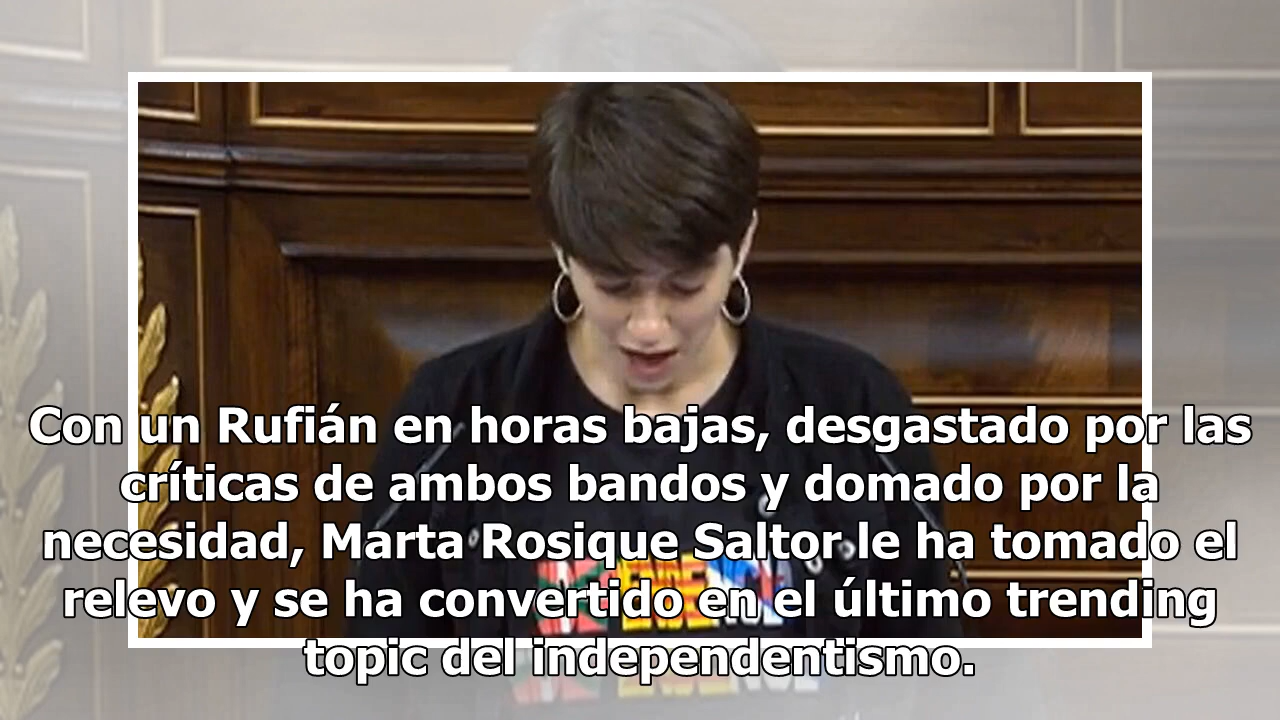 Con un Rufián en horas bajas, desgastado por las
críticas de ambos bandos y domado por la
necesidad, Marta Rosique Saltor le ha tomado el
relevo y se ha convertido en el último trending
topic del independentismo.